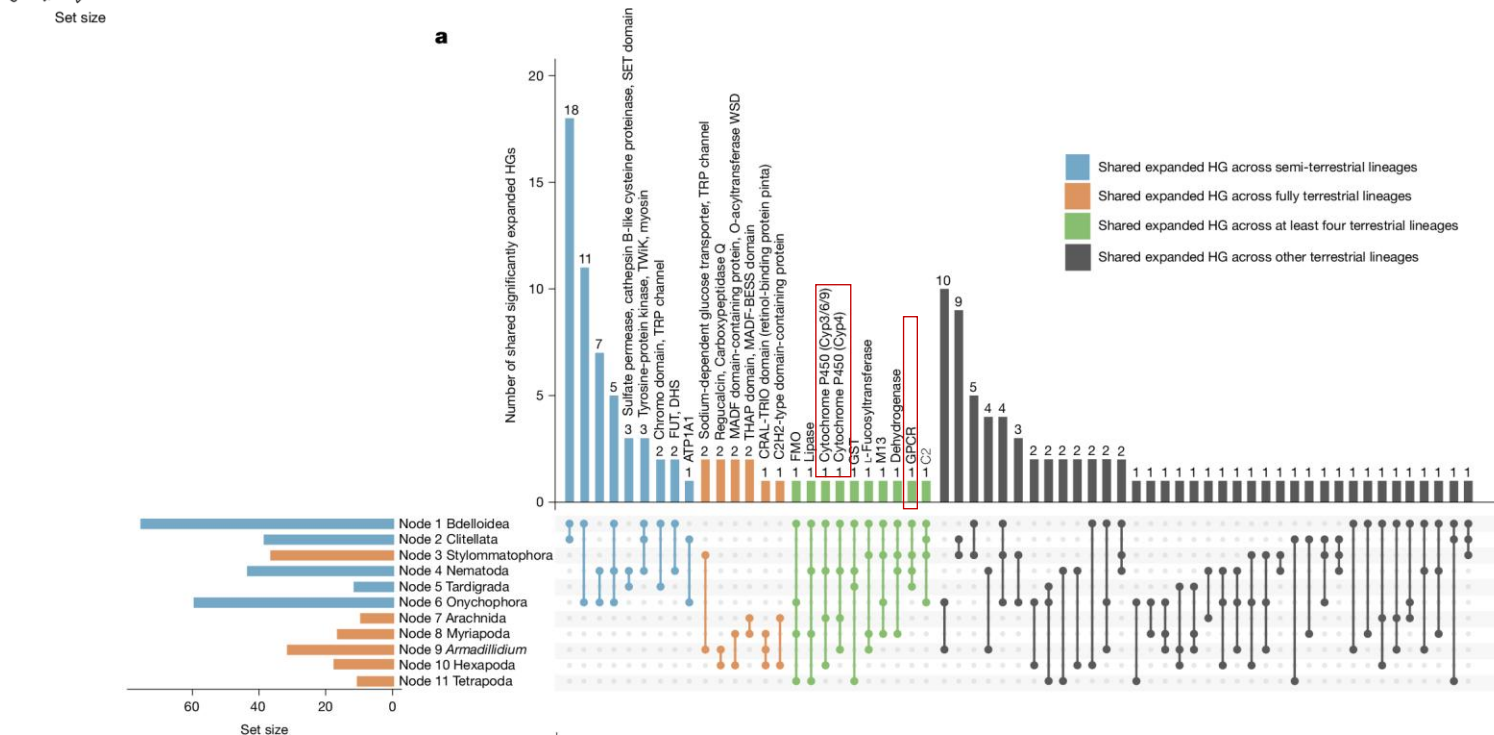 Set size
a
Number of shared significantly expanded HGs
20
15
10
5
0
18
11
7
5
3 Sulfate permease, cathepsin B-like cysteine proteinase, SET domain
3 Tyrosine-protein kinase, TWiK, myosin
2 Chromo domain, TRP channel
2 FUT, DHS
1 ATP1A1
2 Sodium-dependent glucose transporter, TRP channel
2 Regucalcin, Carboxypeptidase Q
2 MADF domain-containing protein, O-acyltransferase WSD
2 THAP domain, MADF-BESS domain
1 CRAL-TRIO domain (retinol-binding protein pinta)
1 C2H2-type domain-containing protein
1 FMO
1 Lipase
1 Cytochrome P450 (Cyp3/6/9)
1 Cytochrome P450 (Cyp4)
1 GST
1 L-Fucosyltransferase
1 M13
1 Dehydrogenase
1 GPCR
1 C2
10
9
5
4
4
3
2 2 2 2 2 2 2
1 1 1 1 1 1 1 1 1 1 1 1 1 1 1 1 1 1 1 1 1 1 1 1
Shared expanded HG across semi-terrestrial lineages
Shared expanded HG across fully terrestrial lineages
Shared expanded HG across at least four terrestrial lineages
Shared expanded HG across other terrestrial lineages
Node 1 Bdelloidea
Node 2 Clitellata
Node 3 Stylommatophora
Node 4 Nematoda
Node 5 Tardigrada
Node 6 Onychophora
Node 7 Arachnida
Node 8 Myriapoda
Node 9 Armadillidium
Node 10 Hexapoda
Node 11 Tetrapoda
60 40 20 0
Set size